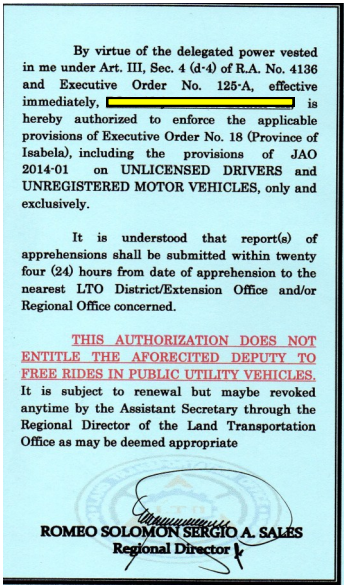 By virtue of the delegated power vested
in me under Art. III, Sec. 4 (d-4) of R.A. No. 4136
and Executive Order No. 125-A, effective
immediately, is
hereby authorized to enforce the applicable
provisions of Executive Order No. 18 (Province of
Isabela), including the provisions of JAO
2014-01 on UNLICENSED DRIVERS and
UNREGISTERED MOTOR VEHICLES, only and
exclusively.
It is understood that report(s) of
apprehensions shall be submitted within twenty
four (24) hours from date of apprehension to the
nearest LTO District/Extension Office and/or
Regional Office concerned.
THIS AUTHORIZATION DOES NOT
ENTITLE THE AFORECITED DEPUTY TO
FREE RIDES IN PUBLIC UTILITY VEHICLES.
It is subject to renewal but maybe revoked
anytime by the Assistant Secretary through the
Regional Director of the Land Transportation
Office as may be deemed appropriate
ROMEO SOLOMON SERGIO A. SALES
Regional Director